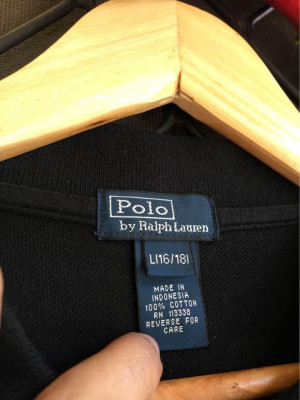 Polo
by Ralph Lauren
L(16/18)
MADE IN
INDONESIA
100% COTTON
RN 113338
REVERSE FOR
CARE